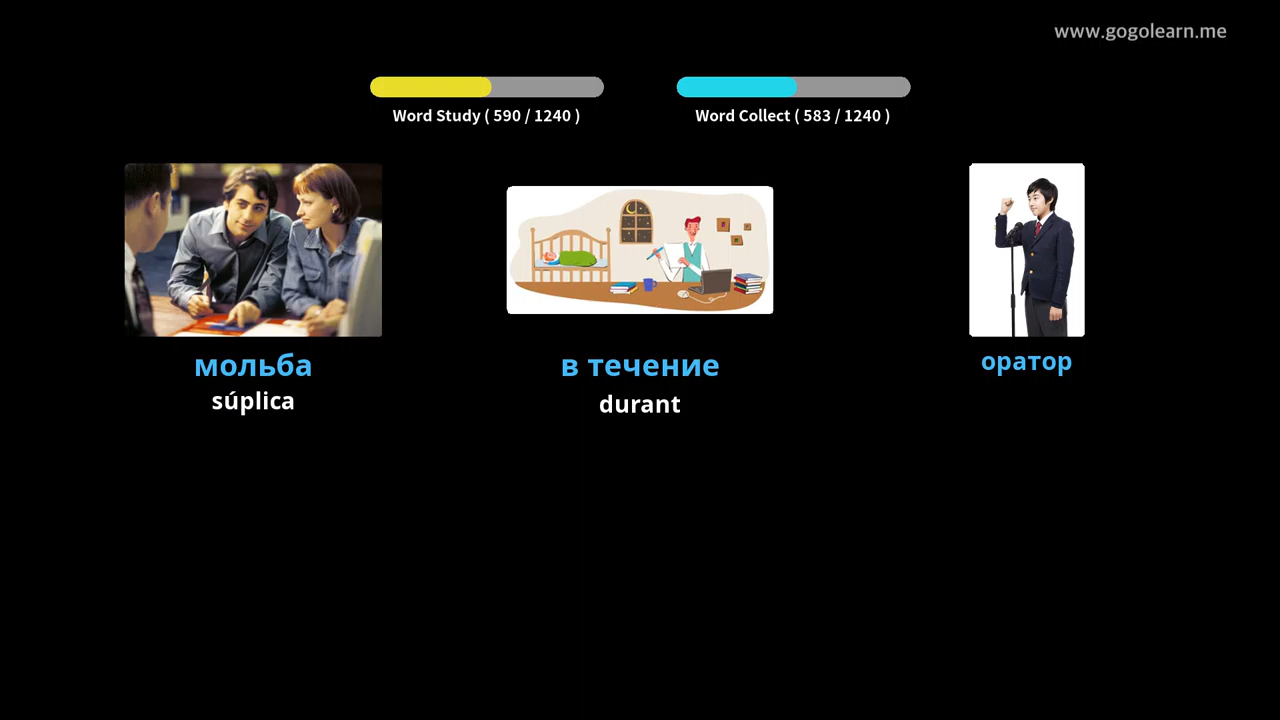 www.gogolearn.me
Word Study ( 590 / 1240 )
Word Collect ( 583 / 1240 )
мольба
súplica
в течение
durant
оратор